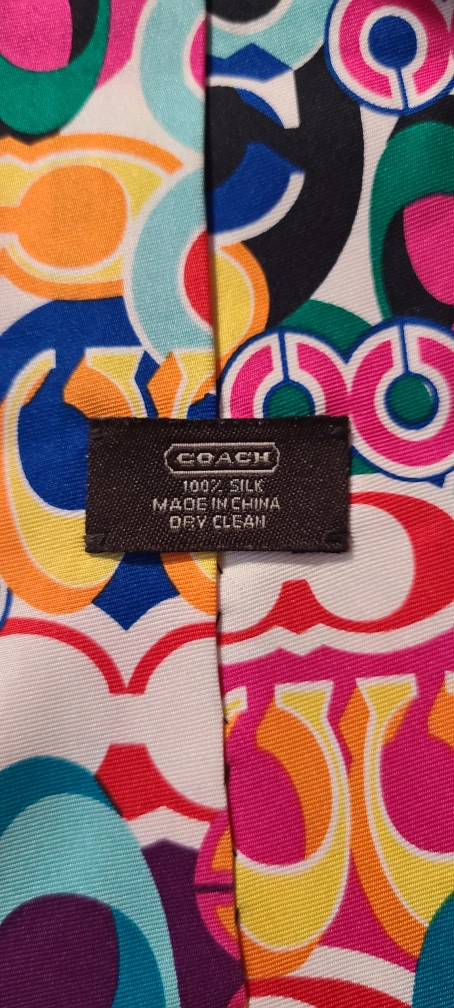 COACH
100% SILK
MADE IN CHINA
DRY CLEAN